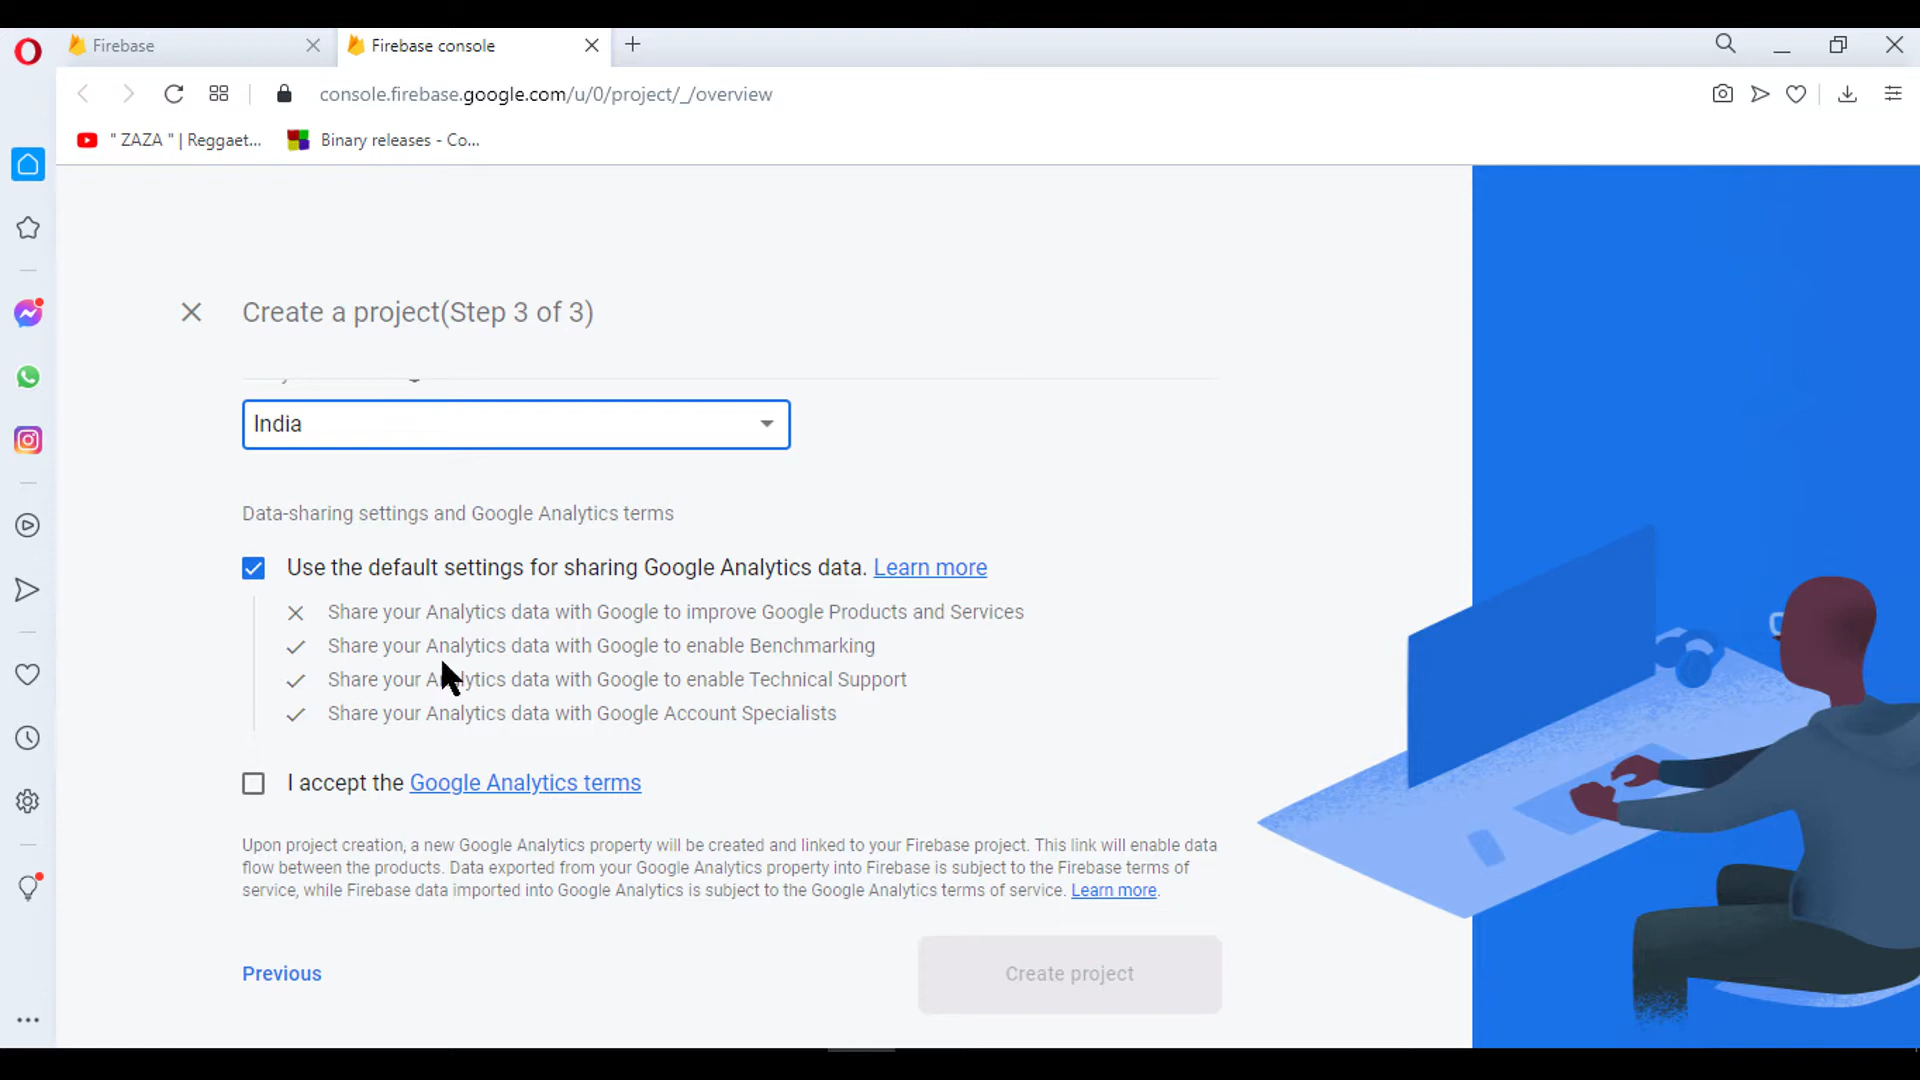 Firebase
Firebase console
console.firebase.google.com/u/0/project/_/overview
" ZAZA " | Reggaet...
Binary releases - Co...
Create a project(Step 3 of 3)
India
Data-sharing settings and Google Analytics terms
Use the default settings for sharing Google Analytics data. Learn more
Share your Analytics data with Google to improve Google Products and Services
Share your Analytics data with Google to enable Benchmarking
Share your Analytics data with Google to enable Technical Support
Share your Analytics data with Google Account Specialists
I accept the Google Analytics terms
Upon project creation, a new Google Analytics property will be created and linked to your Firebase project. This link will enable data
flow between the products. Data exported from your Google Analytics property into Firebase is subject to the Firebase terms of
service, while Firebase data imported into Google Analytics is subject to the Google Analytics terms of service. Learn more.
Previous
Create project